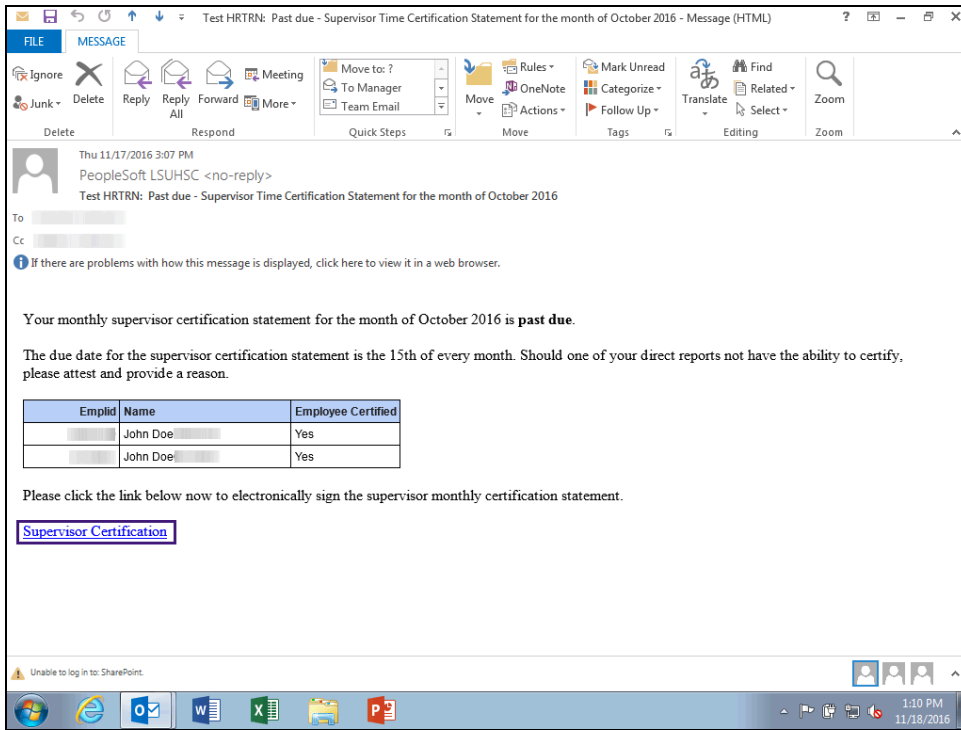 Test HRTRN:  Past due - Supervisor Time Certification Statement for the month of October 2016 - Message (HTML)
FILE
MESSAGE
Ignore
Junk
Delete
Reply
Reply All
Forward
Meeting
More
Move to: ?
To Manager
Team Email
Move
Rules
OneNote
Actions
Mark Unread
Categorize
Follow Up
Translate
Find
Related
Select
Zoom
Delete
Respond
Quick Steps
Move
Tags
Editing
Zoom
Thu 11/17/2016 3:07 PM
PeopleSoft LSUHSC <no-reply>
Test HRTRN:  Past due - Supervisor Time Certification Statement for the month of October 2016
To
Cc
If there are problems with how this message is displayed, click here to view it in a web browser.
Your monthly supervisor certification statement for the month of October 2016 is past due.
The due date for the supervisor certification statement is the 15th of every month. Should one of your direct reports not have the ability to certify,
please attest and provide a reason.
Emplid Name Employee Certified
John Doe Yes
John Doe Yes
Please click the link below now to electronically sign the supervisor monthly certification statement.
Supervisor Certification
Unable to log in to: SharePoint.
1:10 PM
11/18/2016